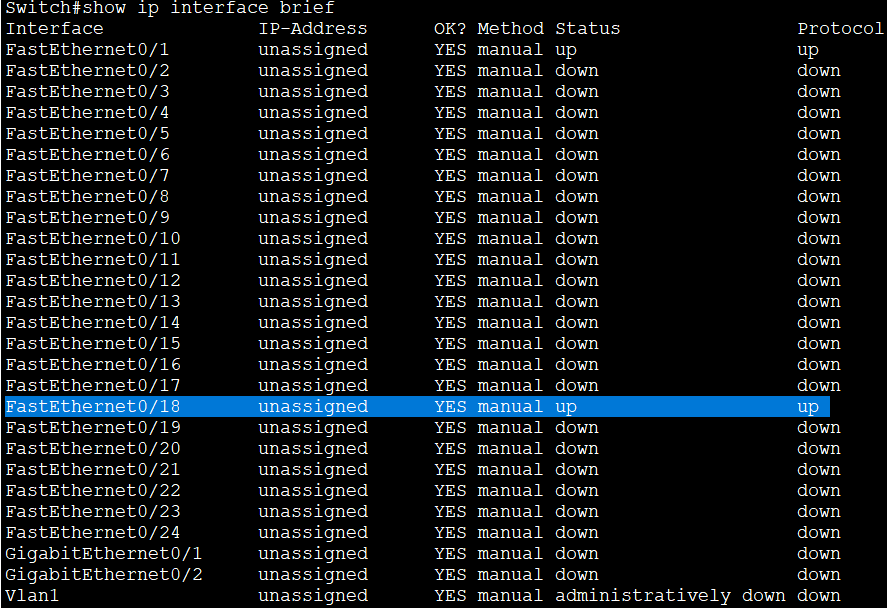 Switch#show ip interface brief
Interface              IP-Address      OK? Method Status                Protocol
FastEthernet0/1        unassigned      YES manual up                    up
FastEthernet0/2        unassigned      YES manual down                  down
FastEthernet0/3        unassigned      YES manual down                  down
FastEthernet0/4        unassigned      YES manual down                  down
FastEthernet0/5        unassigned      YES manual down                  down
FastEthernet0/6        unassigned      YES manual down                  down
FastEthernet0/7        unassigned      YES manual down                  down
FastEthernet0/8        unassigned      YES manual down                  down
FastEthernet0/9        unassigned      YES manual down                  down
FastEthernet0/10       unassigned      YES manual down                  down
FastEthernet0/11       unassigned      YES manual down                  down
FastEthernet0/12       unassigned      YES manual down                  down
FastEthernet0/13       unassigned      YES manual down                  down
FastEthernet0/14       unassigned      YES manual down                  down
FastEthernet0/15       unassigned      YES manual down                  down
FastEthernet0/16       unassigned      YES manual down                  down
FastEthernet0/17       unassigned      YES manual down                  down
FastEthernet0/18       unassigned      YES manual up                    up
FastEthernet0/19       unassigned      YES manual down                  down
FastEthernet0/20       unassigned      YES manual down                  down
FastEthernet0/21       unassigned      YES manual down                  down
FastEthernet0/22       unassigned      YES manual down                  down
FastEthernet0/23       unassigned      YES manual down                  down
FastEthernet0/24       unassigned      YES manual down                  down
GigabitEthernet0/1     unassigned      YES manual down                  down
GigabitEthernet0/2     unassigned      YES manual down                  down
Vlan1                  unassigned      YES manual administratively down down